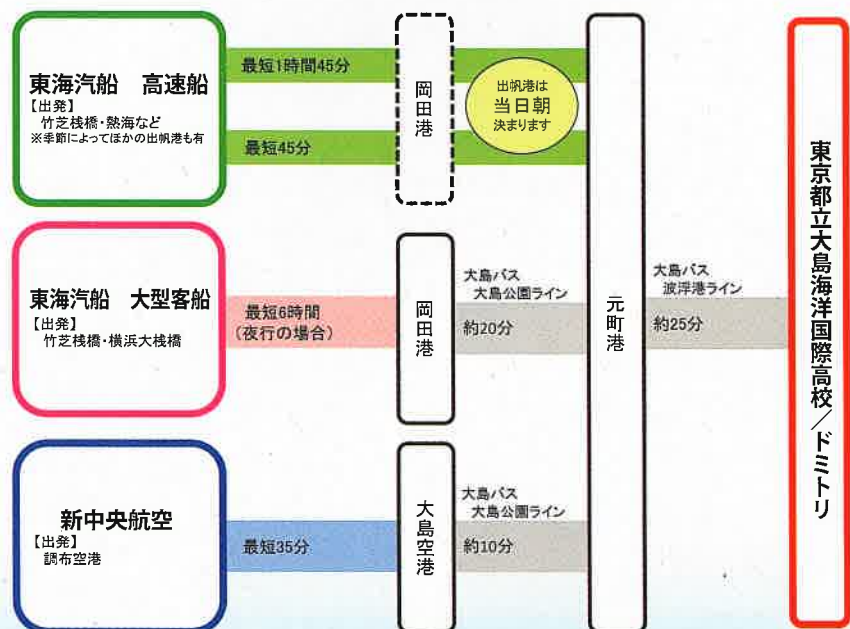 東海汽船　高速船
【出発】
竹芝桟橋・熱海など
※季節によってほかの出帆港も有
最短1時間45分
最短45分
岡田港
出帆港は
当日朝
決まります
東海汽船　大型客船
【出発】
竹芝桟橋・横浜大桟橋
最短6時間
（夜行の場合）
岡田港
大島バス
大島公園ライン
約20分
新中央航空
【出発】
調布空港
最短35分
大島空港
大島バス
大島公園ライン
約10分
元町港
大島バス
波浮港ライン
約25分
東京都立大島海洋国際高校／ドミトリ